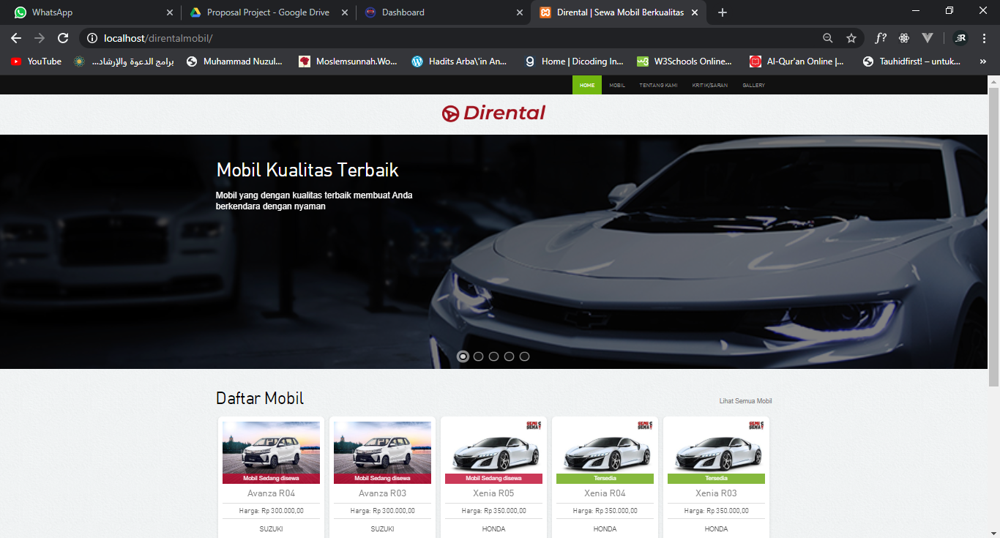 WhatsApp
Proposal Project - Google Drive
Dashboard
Dirental | Sewa Mobil Berkualitas
localhost/direntalmobil/
YouTube
برامج الدعوة والإرشاد...
Muhammad Nuzul...
Moslemsunnah.Wo...
Hadits Arba\'in An...
Home | Dicoding In...
W3Schools Online...
Al-Qur'an Online |...
Tauhidfirst! – untuk...
HOME
MOBIL
TENTANG KAMI
KRITIK/SARAN
GALLERY
Dirental
Mobil Kualitas Terbaik
Mobil yang dengan kualitas terbaik membuat Anda
berkendara dengan nyaman
Daftar Mobil
Lihat Semua Mobil
Mobil Sedang disewa
Avanza R04
Harga: Rp 300.000,00
SUZUKI
Mobil Sedang disewa
Avanza R03
Harga: Rp 300.000,00
SUZUKI
Mobil Sedang disewa
Xenia R05
Harga: Rp 350.000,00
HONDA
Tersedia
Xenia R04
Harga: Rp 350.000,00
HONDA
Tersedia
Xenia R03
Harga: Rp 350.000,00
HONDA